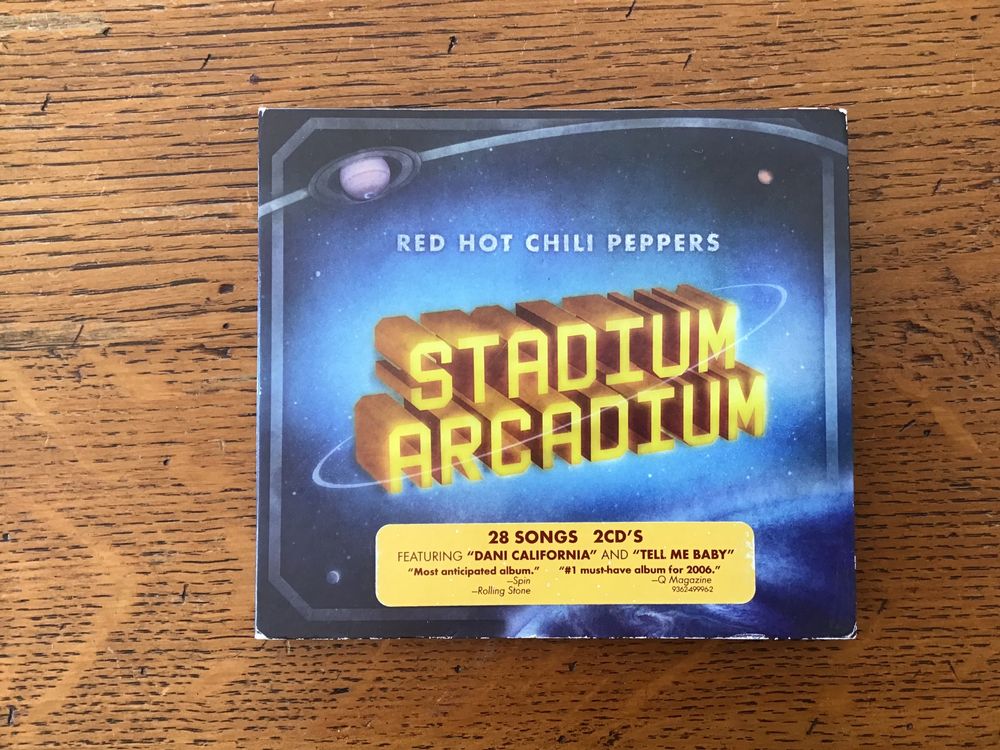 RED HOT CHILI PEPPERS
STADIUM
ARCADIUM
28 SONGS 2CD'S
FEATURING "DANI CALIFORNIA" AND "TELL ME BABY"
"Most anticipated album." "#1 must-have album for 2006."
—Spin —Q Magazine
—Rolling Stone 9362499962